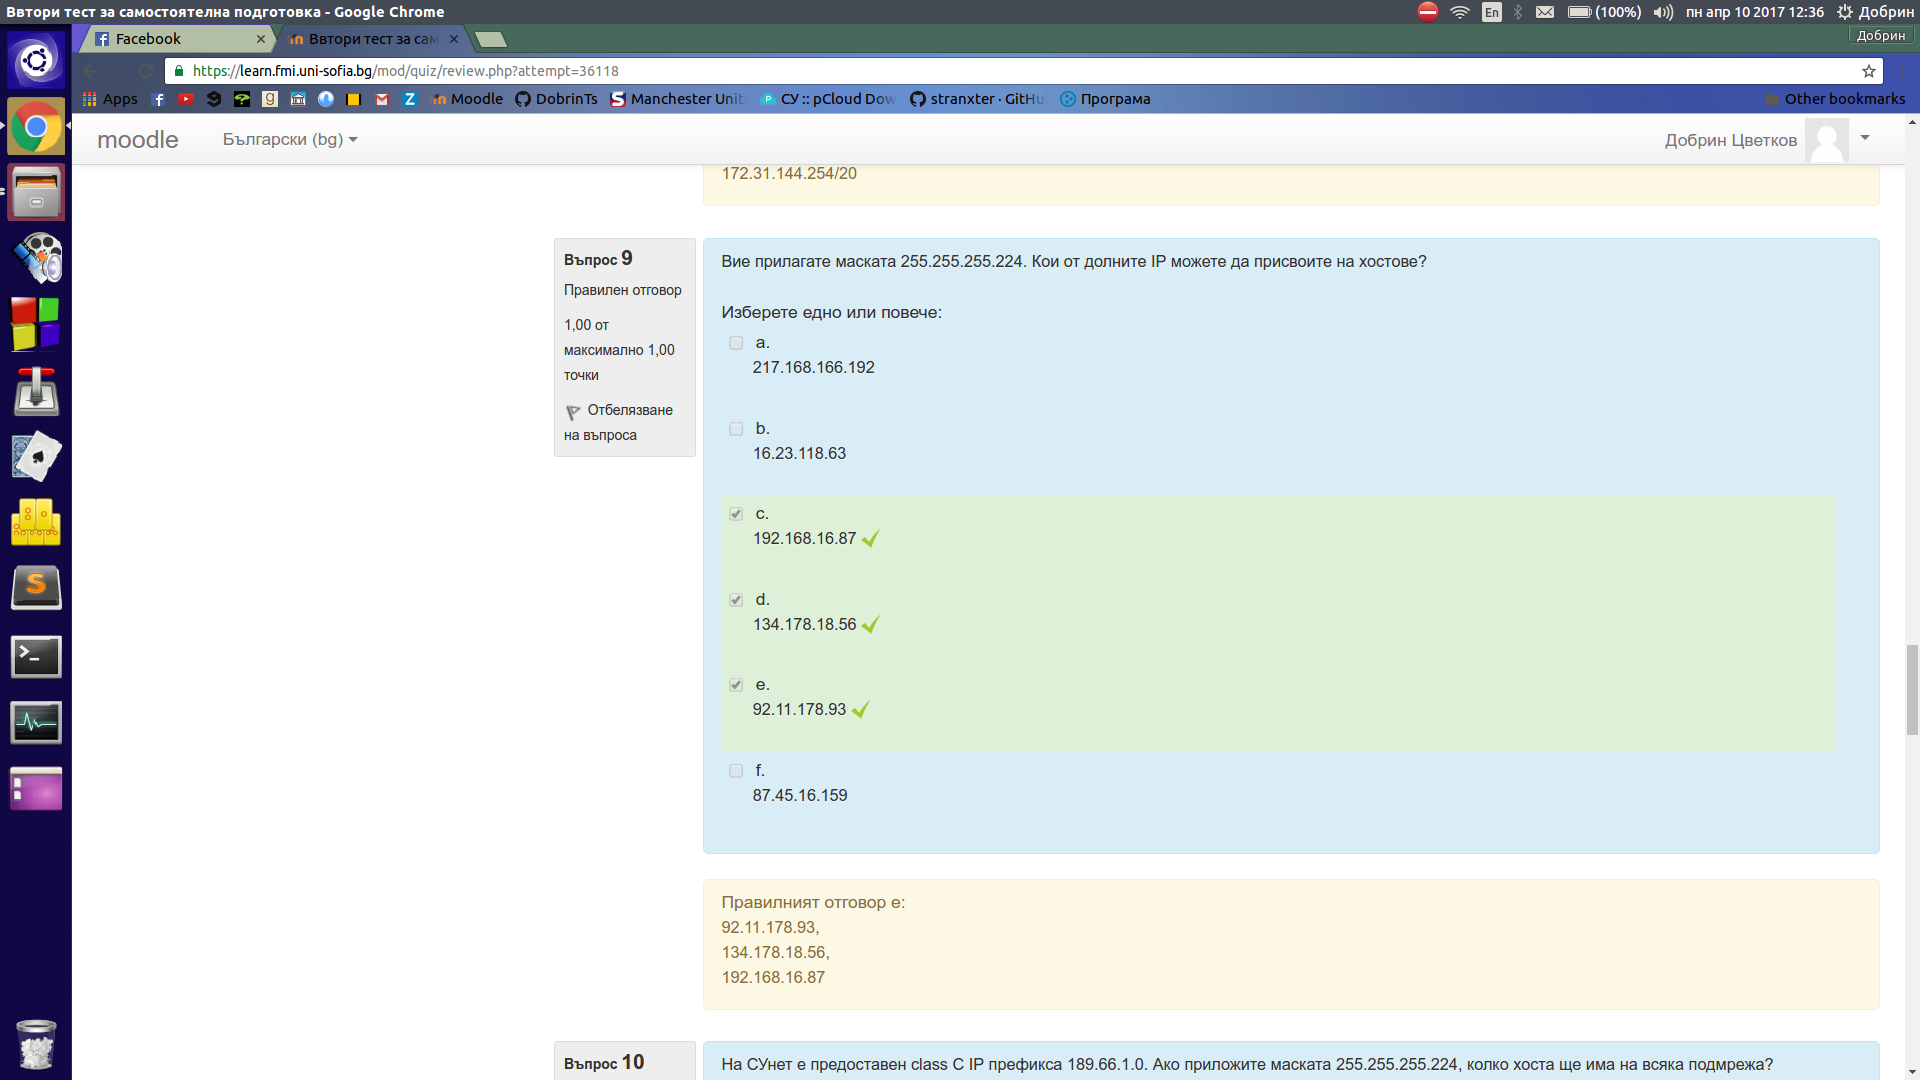 Ввтори тест за самостоятелна подготовка - Google Chrome
En
(100%)
пн апр 10 2017 12:36
Добрин
Facebook
Ввтори тест за сам
Добрин
https://learn.fmi.uni-sofia.bg/mod/quiz/review.php?attempt=36118
Apps
Moodle
DobrinTs
Manchester Unit
СУ :: pCloud Dow
stranxter · GitHu
Програма
Other bookmarks
moodle
Български (bg)
Добрин Цветков
172.31.144.254/20
Въпрос 9
Правилен отговор
1,00 от
максимално 1,00
точки
Отбелязване
на въпроса
Вие прилагате маската 255.255.255.224. Кои от долните IP можете да присвоите на хостове?
Изберете едно или повече:
a.
217.168.166.192
b.
16.23.118.63
c.
192.168.16.87
d.
134.178.18.56
e.
92.11.178.93
f.
87.45.16.159
Правилният отговор е:
92.11.178.93,
134.178.18.56,
192.168.16.87
Въпрос 10
На СУнет е предоставен class C IP префикса 189.66.1.0. Ако приложите маската 255.255.255.224, колко хоста ще има на всяка подмрежа?